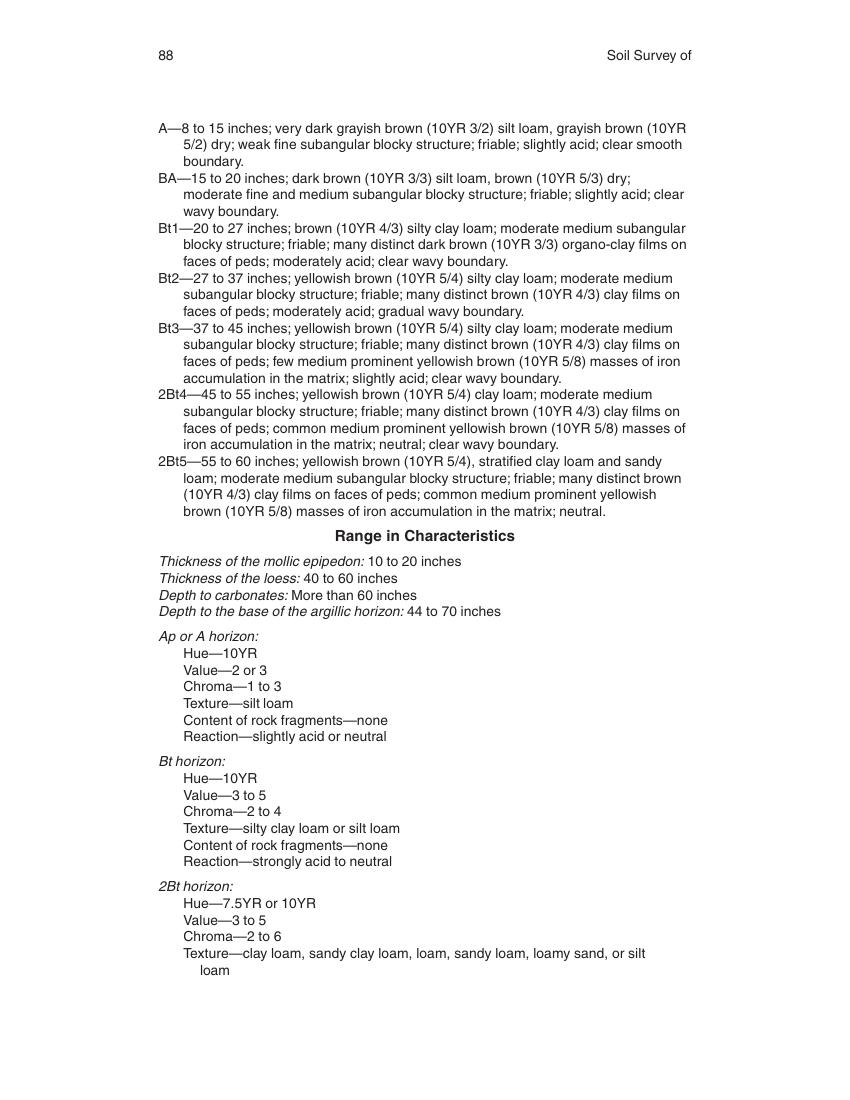 88
Soil Survey of
A—8 to 15 inches; very dark grayish brown (10YR 3/2) silt loam, grayish brown (10YR
5/2) dry; weak fine subangular blocky structure; friable; slightly acid; clear smooth
boundary.
BA—15 to 20 inches; dark brown (10YR 3/3) silt loam, brown (10YR 5/3) dry;
moderate fine and medium subangular blocky structure; friable; slightly acid; clear
wavy boundary.
Bt1—20 to 27 inches; brown (10YR 4/3) silty clay loam; moderate medium subangular
blocky structure; friable; many distinct dark brown (10YR 3/3) organo-clay films on
faces of peds; moderately acid; clear wavy boundary.
Bt2—27 to 37 inches; yellowish brown (10YR 5/4) silty clay loam; moderate medium
subangular blocky structure; friable; many distinct brown (10YR 4/3) clay films on
faces of peds; moderately acid; gradual wavy boundary.
Bt3—37 to 45 inches; yellowish brown (10YR 5/4) silty clay loam; moderate medium
subangular blocky structure; friable; many distinct brown (10YR 4/3) clay films on
faces of peds; few medium prominent yellowish brown (10YR 5/8) masses of iron
accumulation in the matrix; slightly acid; clear wavy boundary.
2Bt4—45 to 55 inches; yellowish brown (10YR 5/4) clay loam; moderate medium
subangular blocky structure; friable; many distinct brown (10YR 4/3) clay films on
faces of peds; common medium prominent yellowish brown (10YR 5/8) masses of
iron accumulation in the matrix; neutral; clear wavy boundary.
2Bt5—55 to 60 inches; yellowish brown (10YR 5/4), stratified clay loam and sandy
loam; moderate medium subangular blocky structure; friable; many distinct brown
(10YR 4/3) clay films on faces of peds; common medium prominent yellowish
brown (10YR 5/8) masses of iron accumulation in the matrix; neutral.
Range in Characteristics
Thickness of the mollic epipedon: 10 to 20 inches
Thickness of the loess: 40 to 60 inches
Depth to carbonates: More than 60 inches
Depth to the base of the argillic horizon: 44 to 70 inches
Ap or A horizon:
Hue—10YR
Value—2 or 3
Chroma—1 to 3
Texture—silt loam
Content of rock fragments—none
Reaction—slightly acid or neutral
Bt horizon:
Hue—10YR
Value—3 to 5
Chroma—2 to 4
Texture—silty clay loam or silt loam
Content of rock fragments—none
Reaction—strongly acid to neutral
2Bt horizon:
Hue—7.5YR or 10YR
Value—3 to 5
Chroma—2 to 6
Texture—clay loam, sandy clay loam, loam, sandy loam, loamy sand, or silt
loam